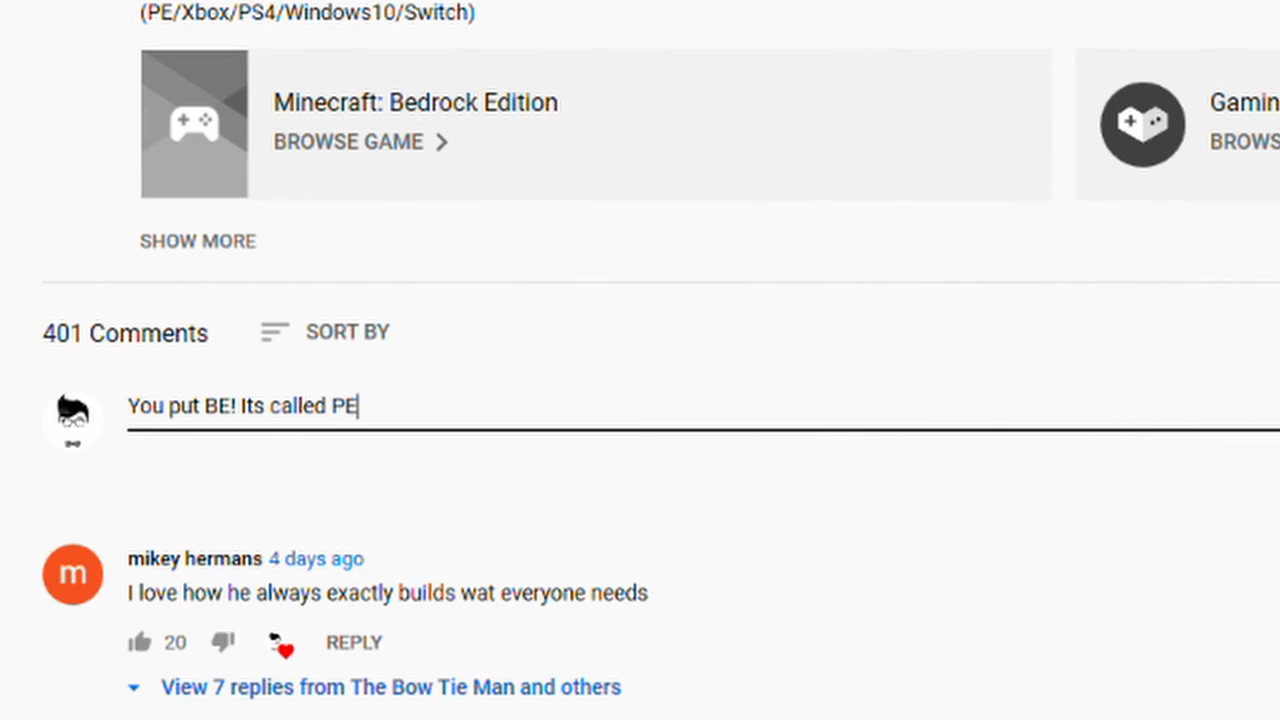 (PE/Xbox/PS4/Windows10/Switch)
Minecraft: Bedrock Edition
BROWSE GAME
Gamin
BROWS
SHOW MORE
401 Comments SORT BY
You put BE! Its called PE
m
mikey hermans 4 days ago
I love how he always exactly builds wat everyone needs
20 REPLY
View 7 replies from The Bow Tie Man and others